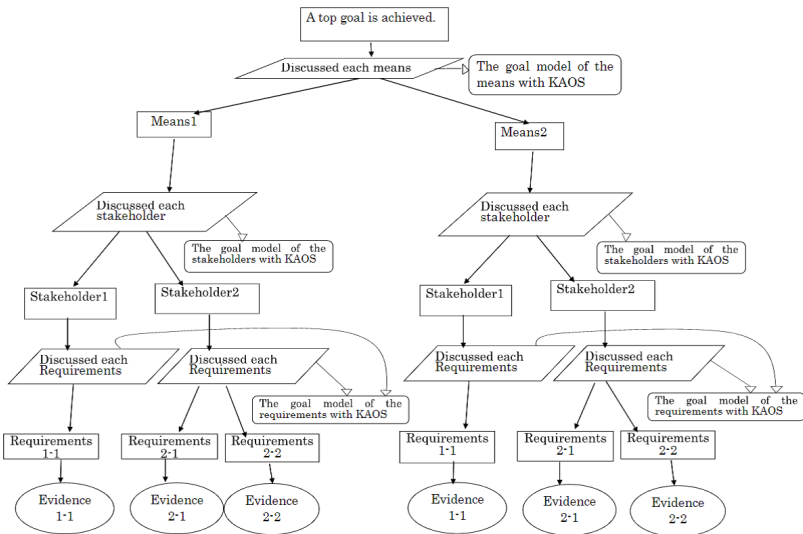 A top goal is achieved.
Discussed each means
The goal model of the
means with KAOS
Means1
Means2
Discussed each
stakeholder
Discussed each
stakeholder
The goal model of the
stakeholders with KAOS
The goal model of the
stakeholders with KAOS
Stakeholder1
Stakeholder2
Stakeholder1
Stakeholder2
Discussed each
Requirements
Discussed each
Requirements
Discussed each
Requirements
Discussed each
Requirements
The goal model of the
requirements with KAOS
The goal model of the
requirements with KAOS
Requirements
1-1
Requirements
2-1
Requirements
2-2
Requirements
1-1
Requirements
2-1
Requirements
2-2
Evidence
1-1
Evidence
2-1
Evidence
2-2
Evidence
1-1
Evidence
2-1
Evidence
2-2